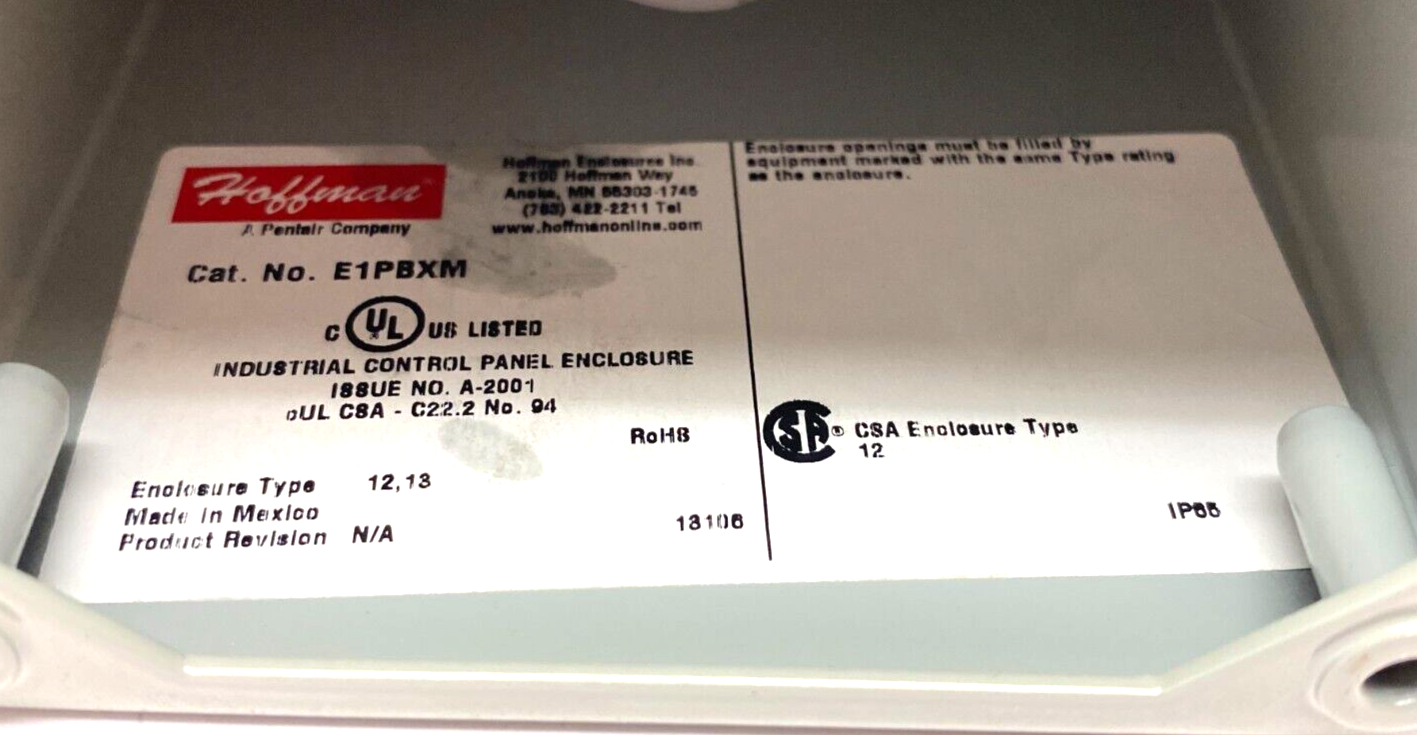 Hoffman
A Pentair Company
Hoffman Enclosures Inc.
2100 Hoffman Way
Anoka, MN 55303-1745
(763) 422-2211 Tel
www.hoffmanonline.com
Cat. No. E1PBXM
C UL US LISTED
INDUSTRIAL CONTROL PANEL ENCLOSURE
ISSUE NO. A-2001
cUL CSA - C22.2 No. 94
RoHS
Enclosure Type 12,13
Made in Mexico
Product Revision N/A
13106
Enclosure openings must be filled by
equipment marked with the same Type rating
as the enclosure.
SA® CSA Enclosure Type
12